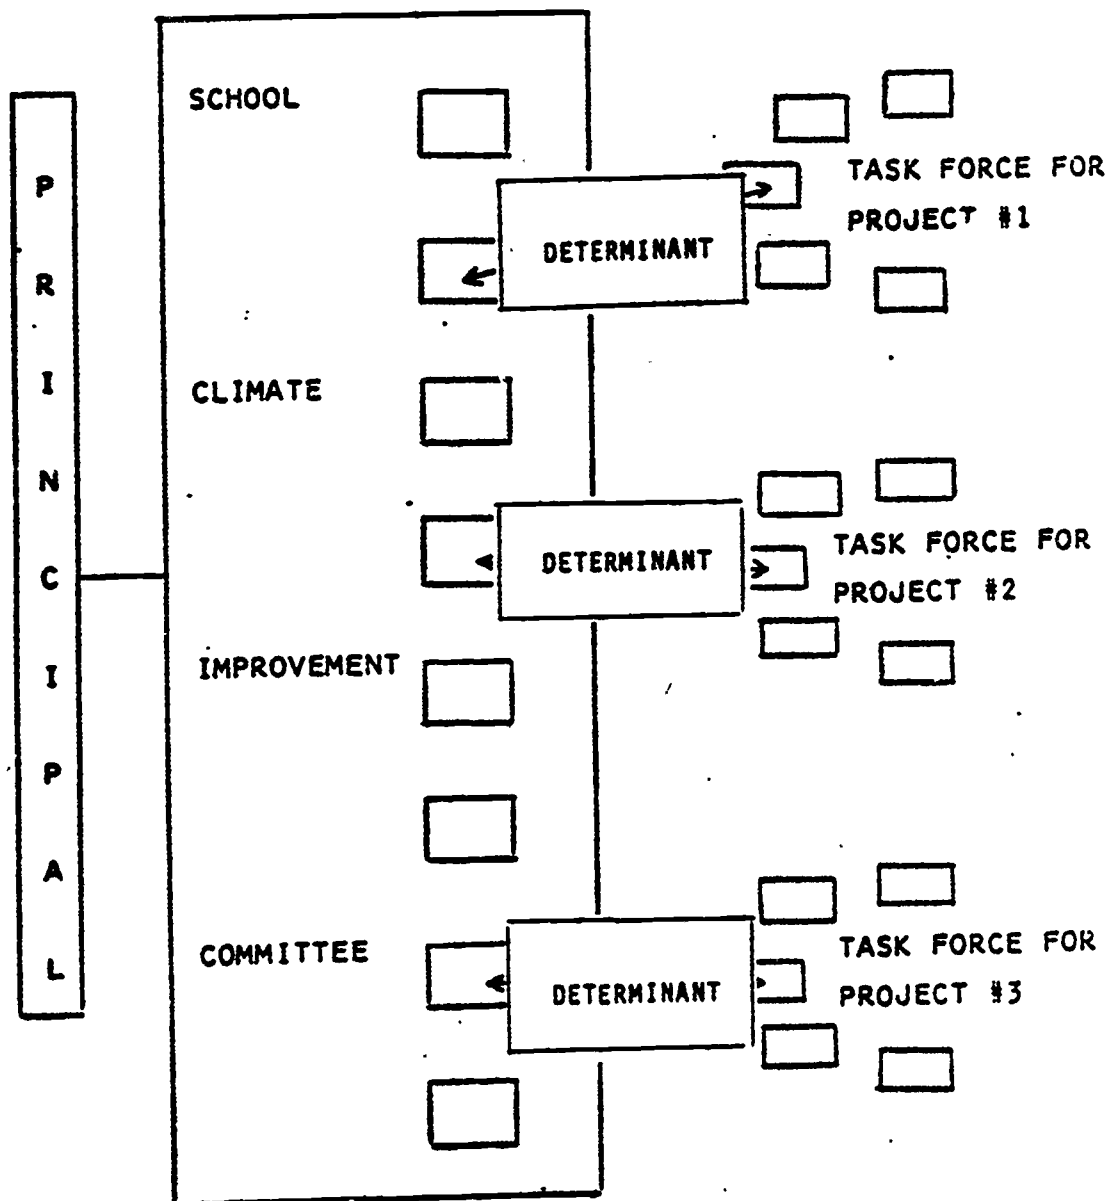 PRINCIPAL
SCHOOL
CLIMATE
IMPROVEMENT
COMMITTEE
DETERMINANT
TASK FORCE FOR
PROJECT #1
DETERMINANT
TASK FORCE FOR
PROJECT #2
DETERMINANT
TASK FORCE FOR
PROJECT #3